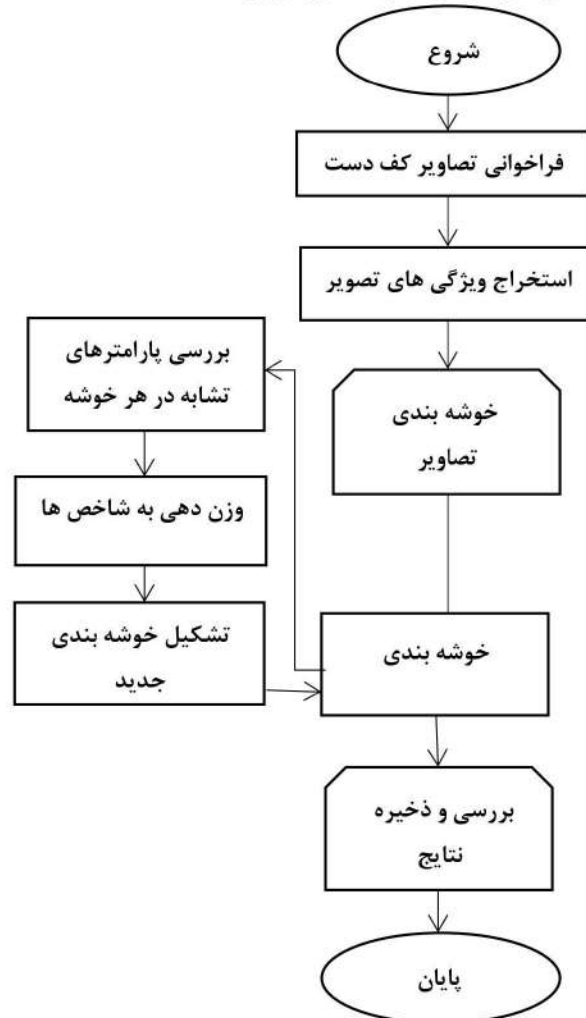 شروع
فراخوانی تصاویر کف دست
استخراج ویژگی های تصویر
خوشه بندی
تصاویر
بررسی پارامترهای
تشابه در هر خوشه
وزن دهی به شاخص ها
تشکیل خوشه بندی
جدید
خوشه بندی
بررسی و ذخیره
نتایج
پایان